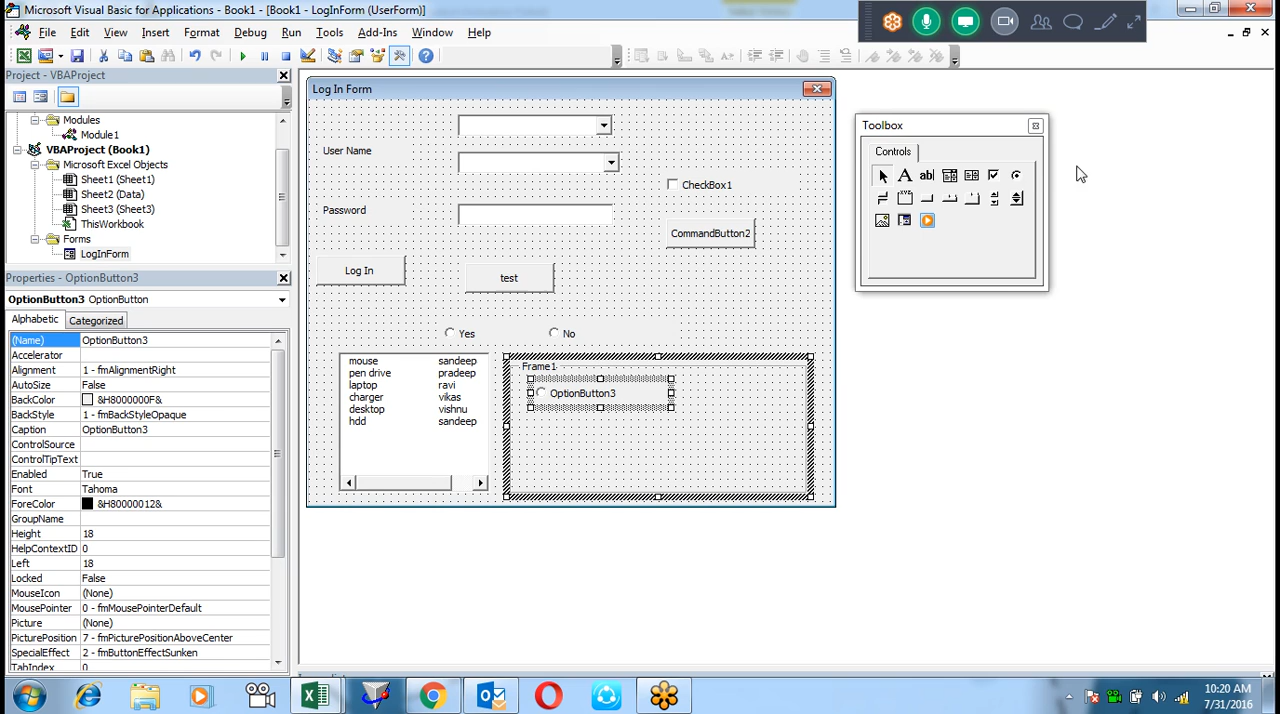 Microsoft Visual Basic for Applications - Book1 - [Book1 - LogInForm (UserForm)]
File Edit View Insert Format Debug Run Tools Add-Ins Window Help
Project - VBAProject
Modules
Module1
VBAProject (Book1)
Microsoft Excel Objects
Sheet1 (Sheet1)
Sheet2 (Data)
Sheet3 (Sheet3)
ThisWorkbook
Forms
LogInForm
Properties - OptionButton3
OptionButton3 OptionButton
Alphabetic Categorized
(Name) OptionButton3
Accelerator
Alignment 1 - fmAlignmentRight
AutoSize False
BackColor &H8000000F&
BackStyle 1 - fmBackStyleOpaque
Caption OptionButton3
ControlSource
ControlTipText
Enabled True
Font Tahoma
ForeColor &H80000012&
GroupName
Height 18
HelpContextID 0
Left 18
Locked False
MouseIcon (None)
MousePointer 0 - fmMousePointerDefault
Picture (None)
PicturePosition 7 - fmPicturePositionAboveCenter
SpecialEffect 2 - fmButtonEffectSunken
TabIndex 0
Log In Form
User Name
CheckBox1
Password
CommandButton2
Log In
test
Yes No
mouse sandeep
pen drive pradeep
laptop ravi
charger vikas
desktop vishnu
hdd sandeep
Frame1
OptionButton3
Toolbox
Controls
A ab|
XYZ
10:20 AM
7/31/2016